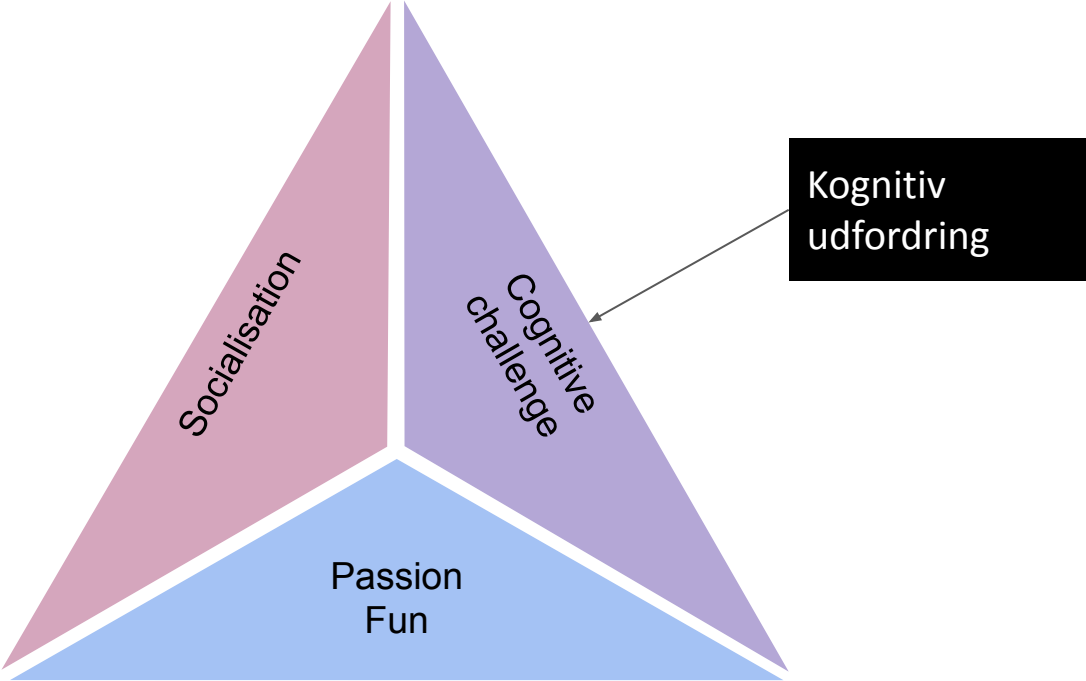 Socialisation
Cognitive
challenge
Passion
Fun
Kognitiv
udfordring